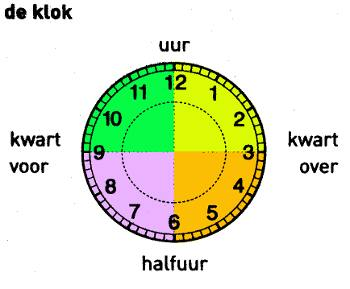 de klok
uur
11 12 1
10 2
kwart voor
9 3
kwart over
8 4
7 6 5
halfuur